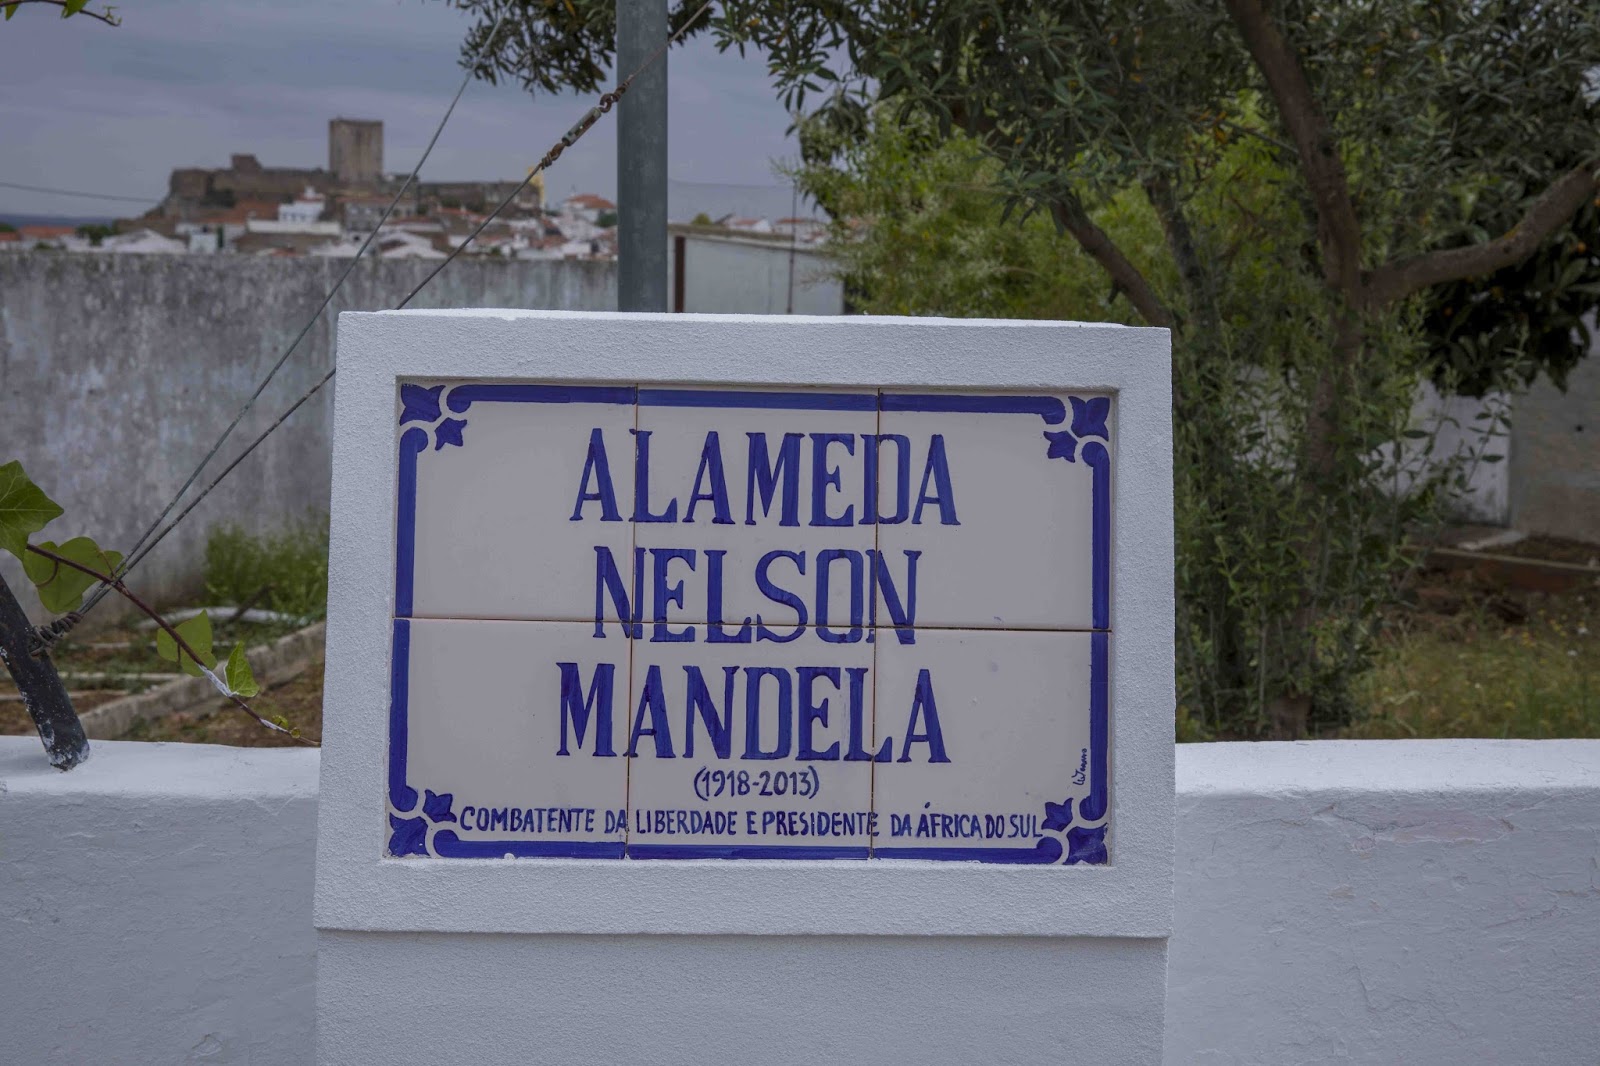 ALAMEDA
NELSON
MANDELA
(1918-2013)
COMBATENTE DA LIBERDADE E PRESIDENTE DA ÁFRICA DO SUL